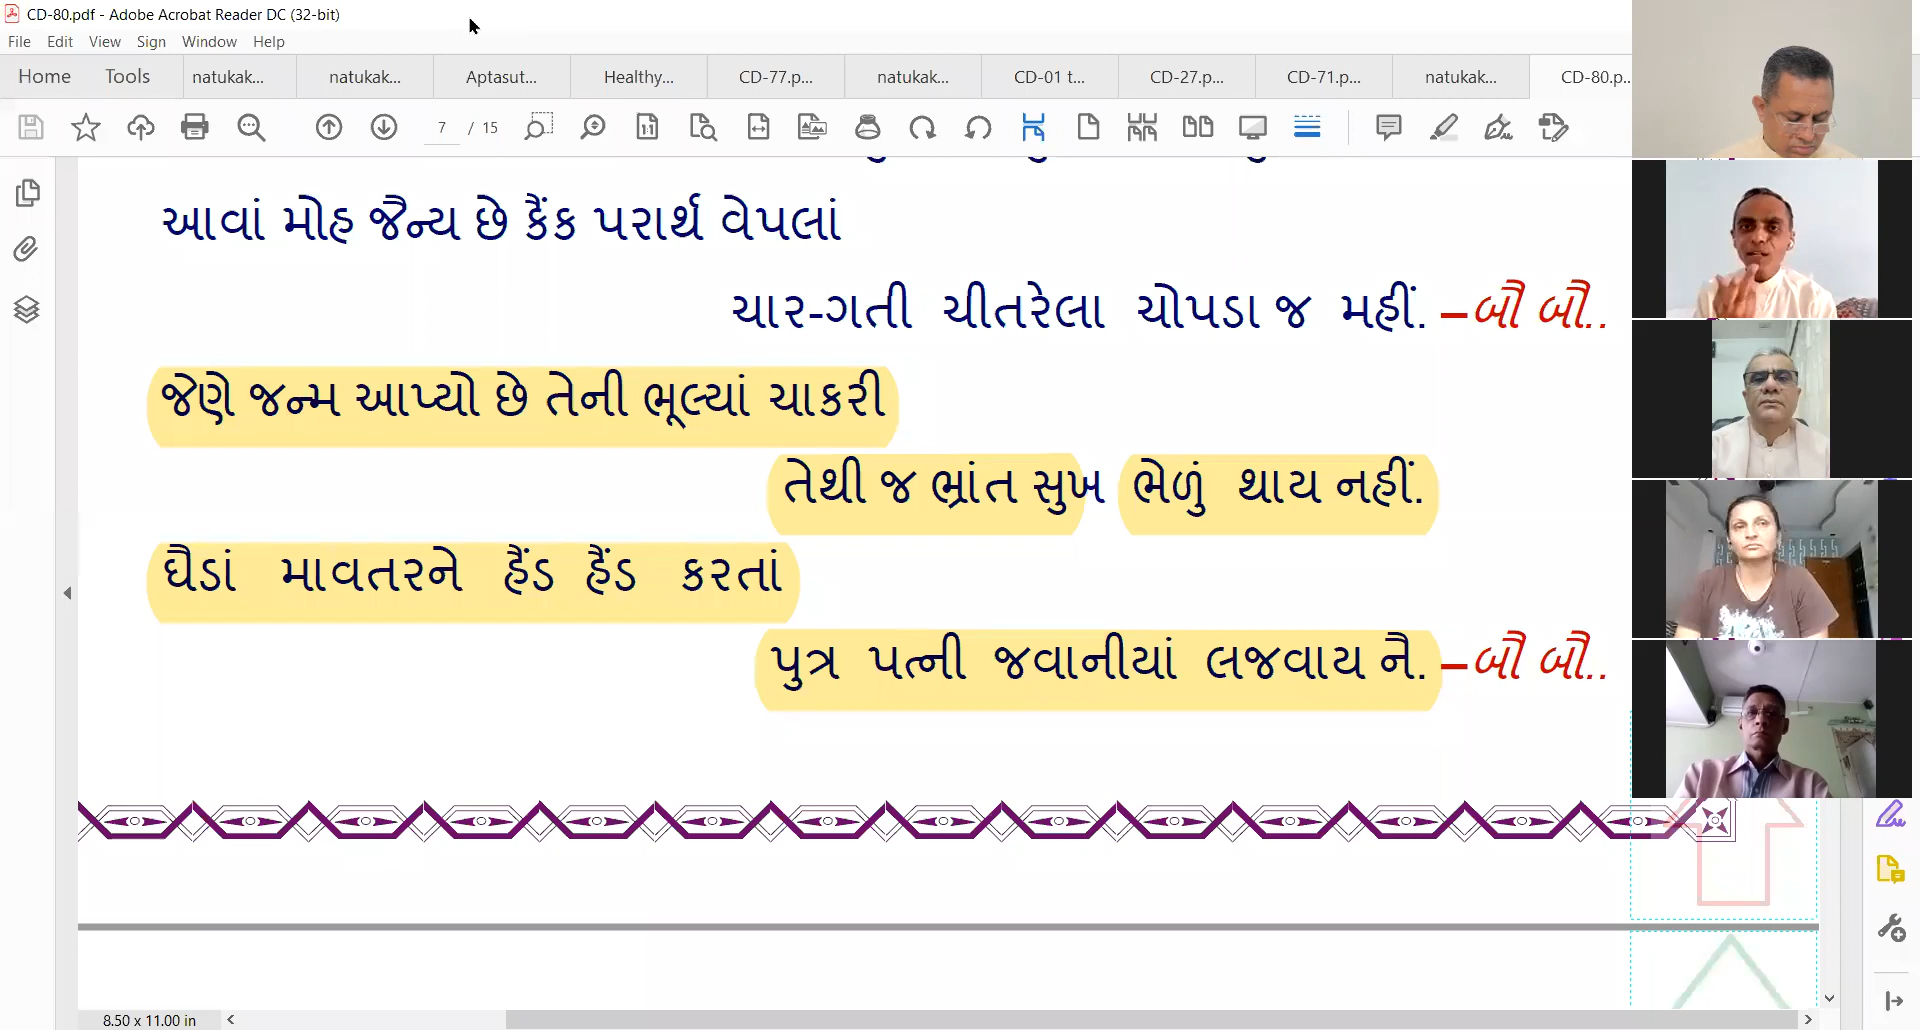 CD-80.pdf - Adobe Acrobat Reader DC (32-bit)
File Edit View Sign Window Help
Home Tools natukak... natukak... Aptasut... Healthy... CD-77.p... natukak... CD-01 t... CD-27.p... CD-71.p... natukak... CD-80.p...
7 / 15
આવાં મોહ જૈન્ય છે કૈંક પરાર્થ વેપલાં
ચાર-ગતી ચીતરેલા ચોપડા જ મહીં. –બૌ બૌ..
જેણે જન્મ આપ્યો છે તેની ભૂલ્યાં ચાકરી
તેથી જ ભ્રાંત સુખ ભેળું થાય નહીં.
ઘૈડાં માવતરને હૈંડ હૈંડ કરતાં
પુત્ર પત્ની જવાનીયાં લજવાય નૈ. –બૌ બૌ..
8.50 x 11.00 in